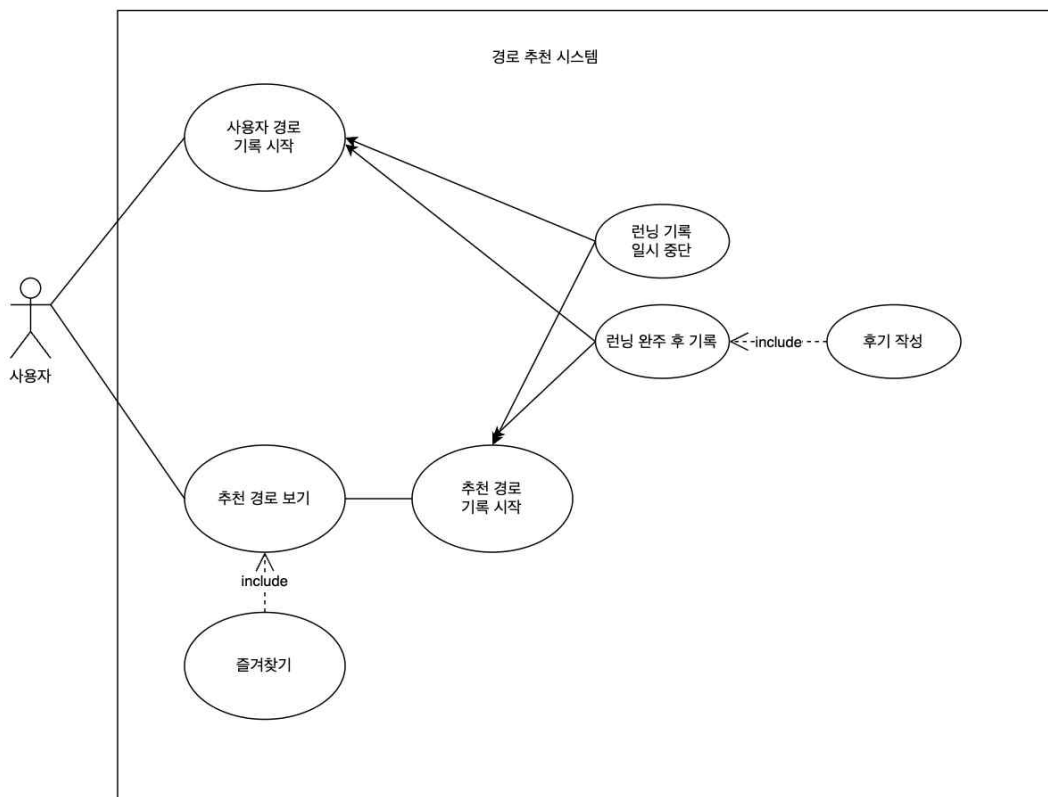 경로 추천 시스템
사용자 경로
기록 시작
런닝 기록
일시 중단
런닝 완주 후 기록
include
후기 작성
사용자
추천 경로 보기
추천 경로
기록 시작
include
즐겨찾기